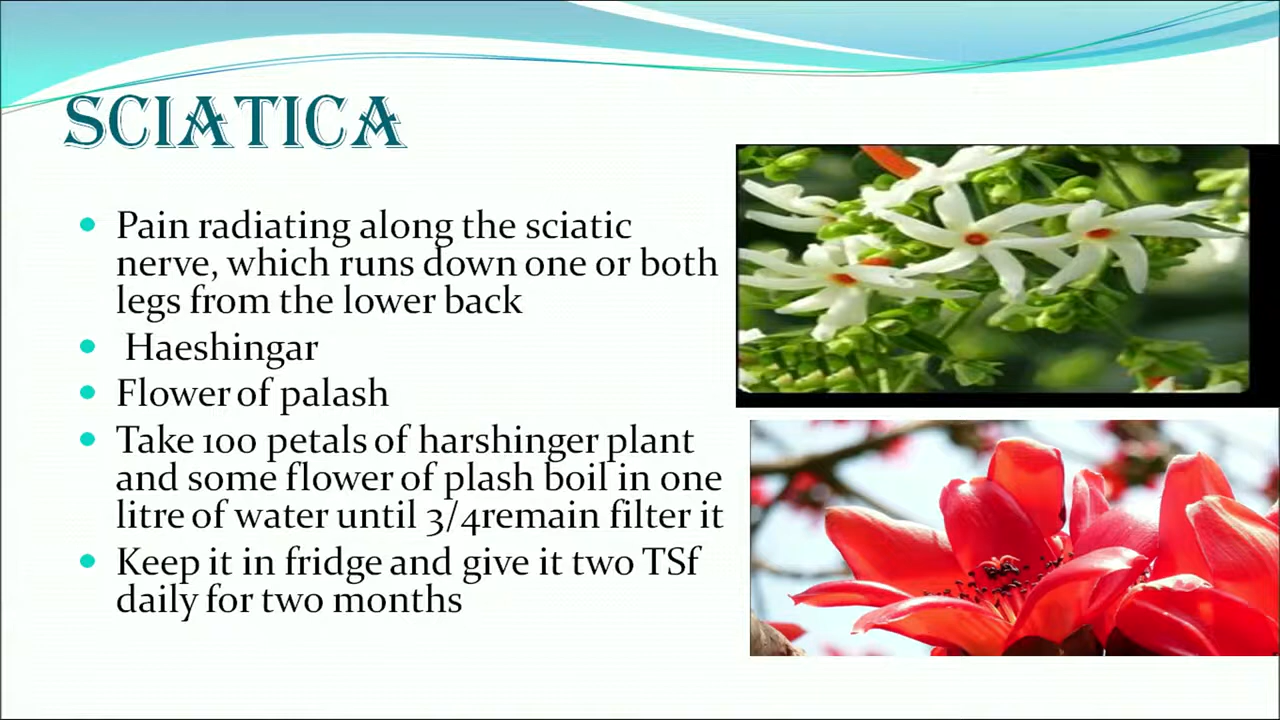 SCIATICA
Pain radiating along the sciatic
nerve, which runs down one or both
legs from the lower back
Haeshingar
Flower of palash
Take 100 petals of harshinger plant
and some flower of plash boil in one
litre of water until 3/4remain filter it
Keep it in fridge and give it two TSf
daily for two months